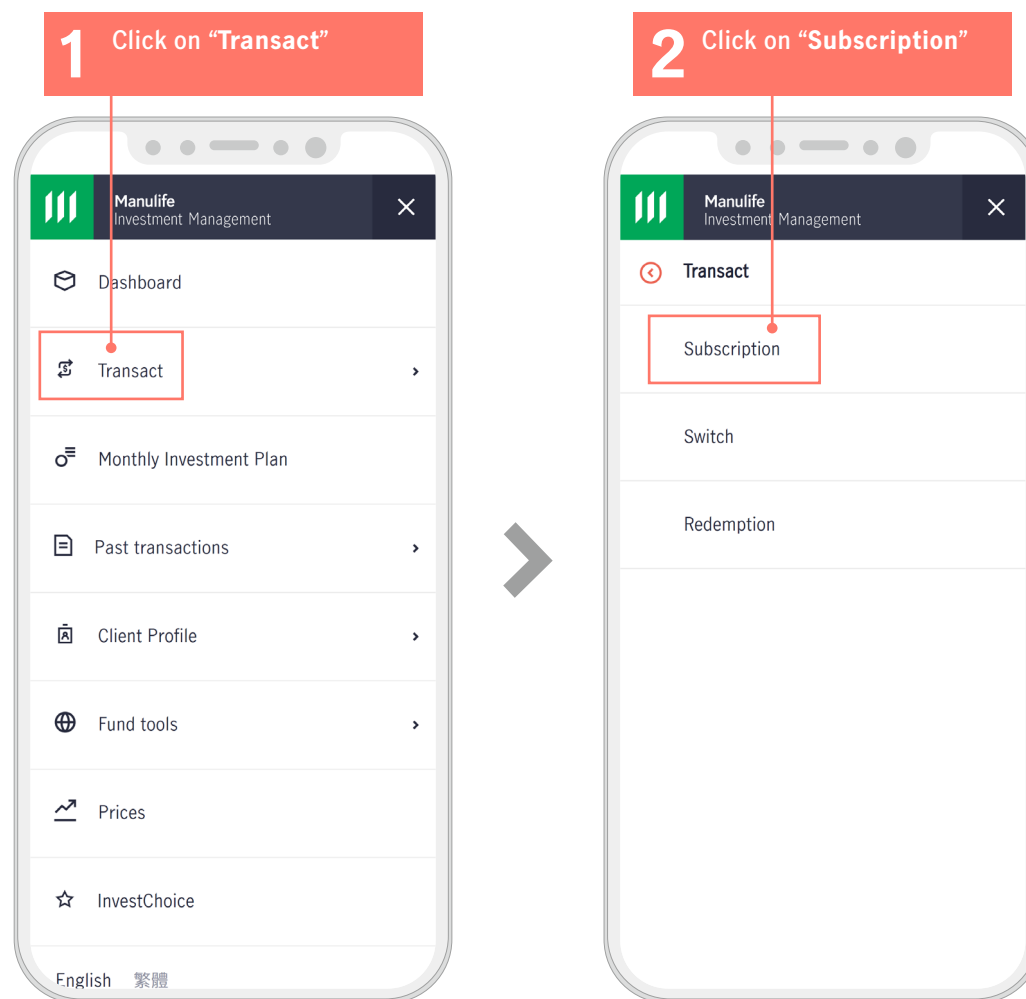 1 Click on “Transact”
Manulife
Investment Management
Dashboard
Transact
Monthly Investment Plan
Past transactions
Client Profile
Fund tools
Prices
InvestChoice
English 繁體
2 Click on “Subscription”
Manulife
Investment Management
Transact
Subscription
Switch
Redemption